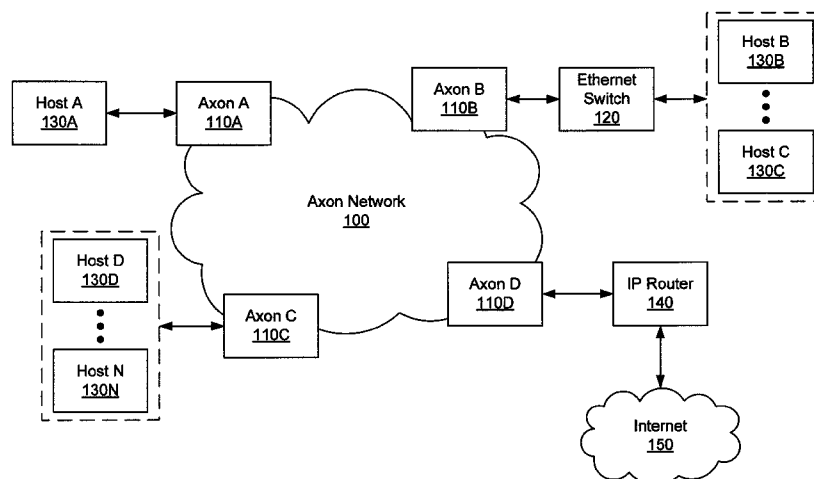 Host A
130A
Axon A
110A
Axon B
110B
Ethernet
Switch
120
Host B
130B
Host C
130C
Axon Network
100
Host D
130D
Host N
130N
Axon C
110C
Axon D
110D
IP Router
140
Internet
150